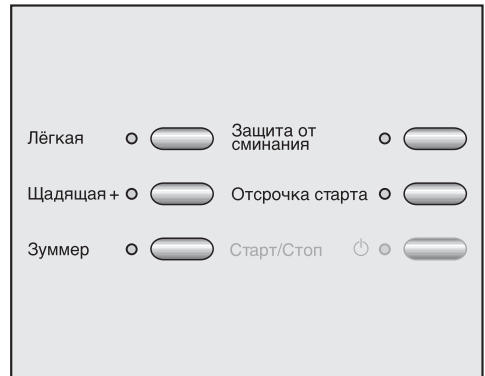 Лёгкая
Защита от
сминания
Щадящая +
Отсрочка старта
Зуммер
Старт/Стоп